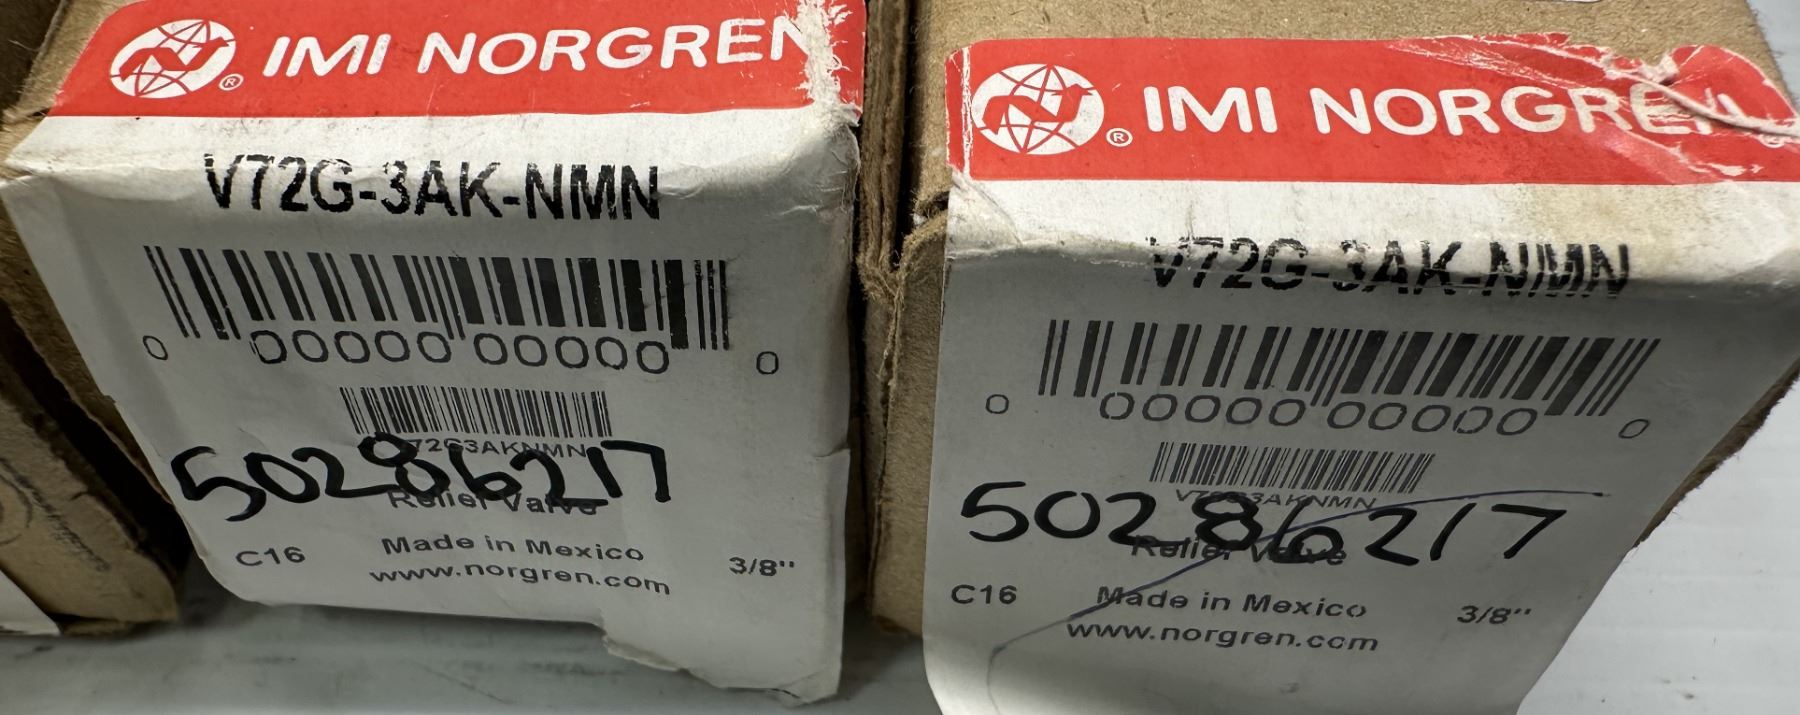 IMI NORGREN
V72G-3AK-NMN
0 00000 00000 0
V72G3AKNMN
50286217
Relief Valve
C16 Made in Mexico 3/8"
www.norgren.com
IMI NORGREN
V72G-3AK-NMN
0 00000 00000 0
V72G3AKNMN
50286217
Relief Valve
C16 Made in Mexico 3/8"
www.norgren.com